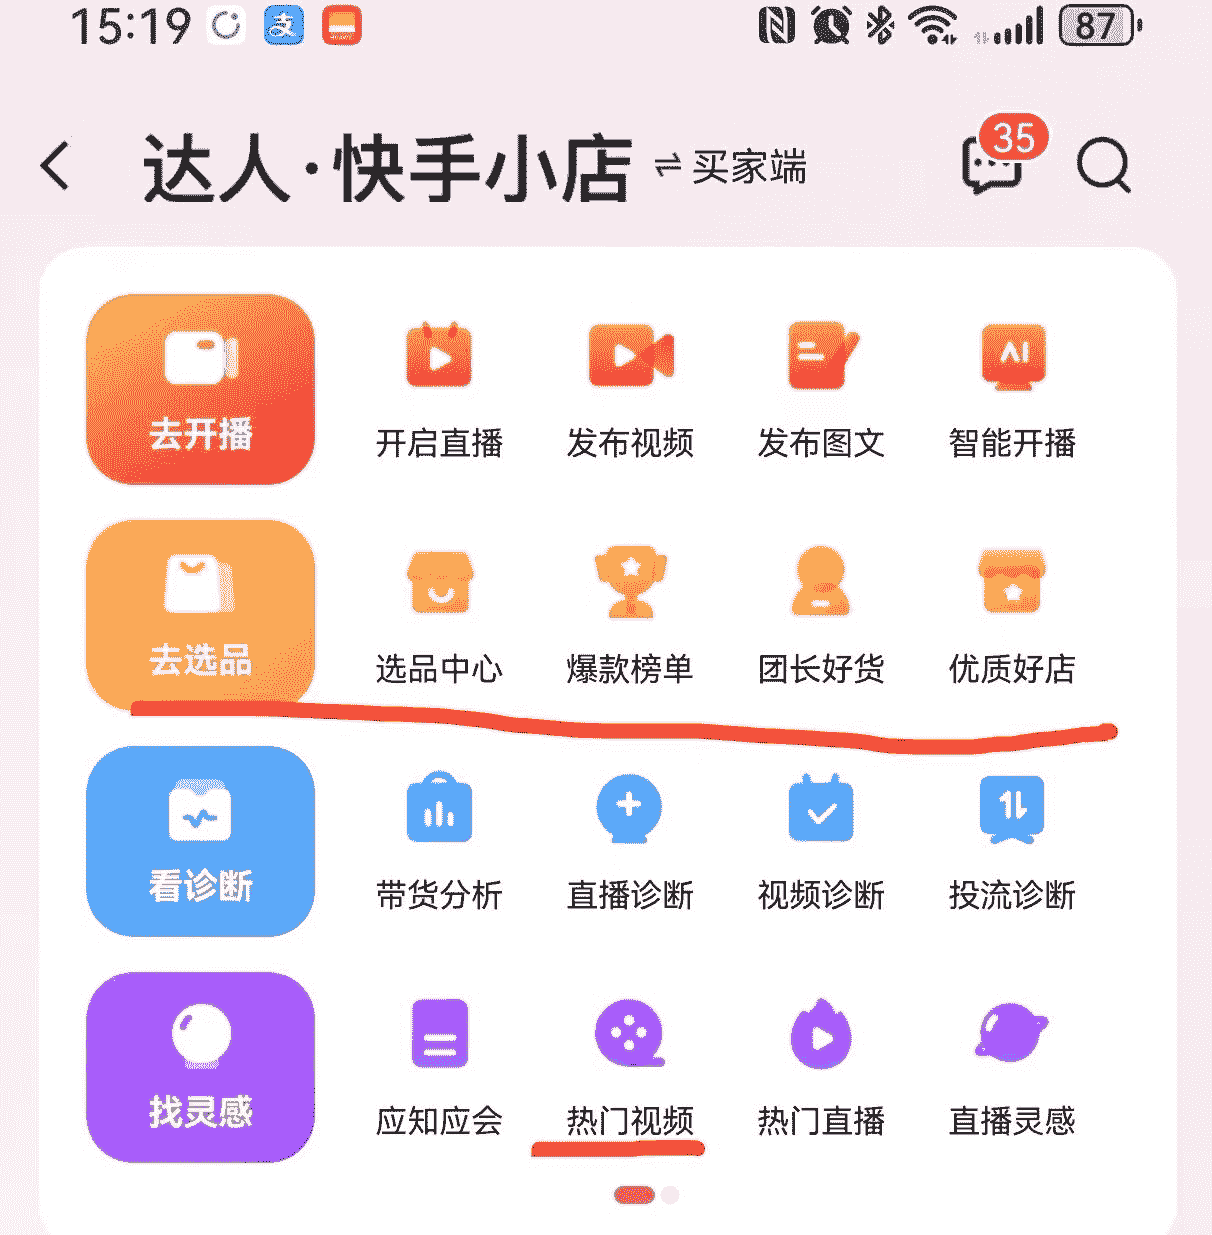 15:19 支 87
达人·快手小店 ⇌ 买家端 35
去开播 开启直播 发布视频 发布图文 AI 智能开播
去选品 选品中心 爆款榜单 团长好货 优质好店
看诊断 带货分析 直播诊断 视频诊断 投流诊断
找灵感 应知应会 热门视频 热门直播 直播灵感